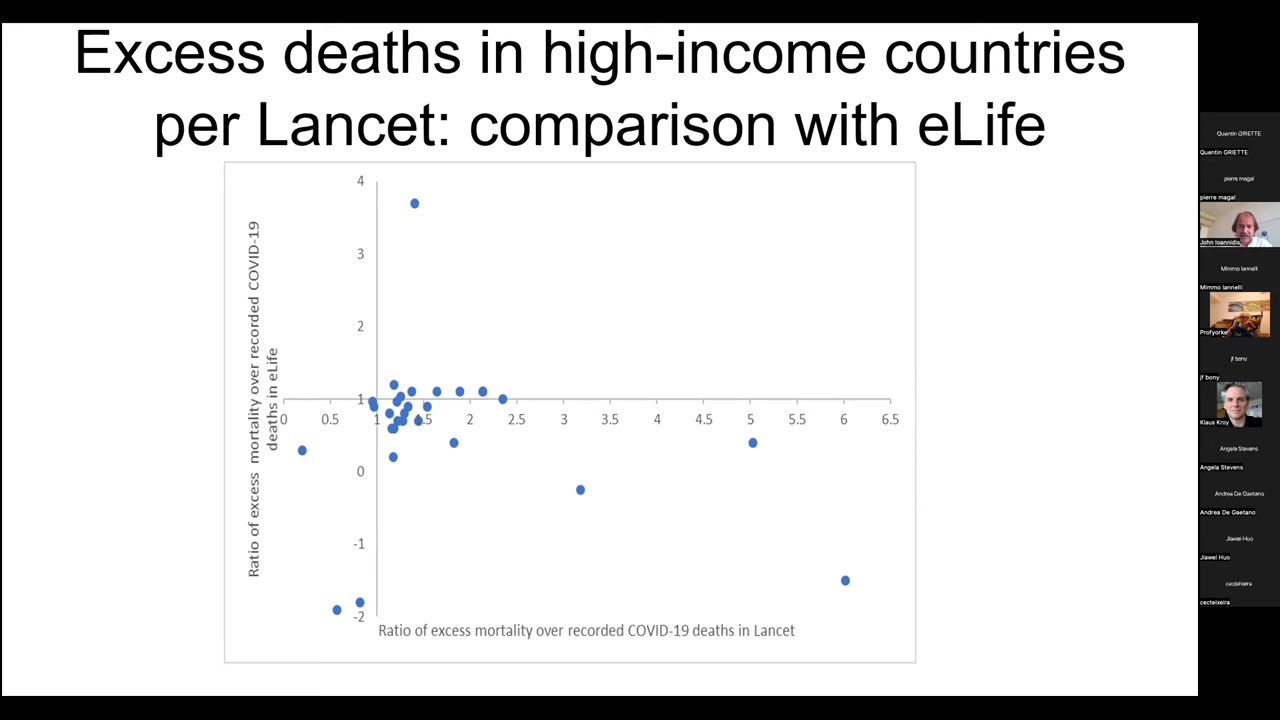 Excess deaths in high-income countries
per Lancet: comparison with eLife
Ratio of excess mortality over recorded COVID-19
deaths in eLife
4
3
2
1
0
-1
-2
0
0.5
1
1.5
2
2.5
3
3.5
4
4.5
5
5.5
6
6.5
Ratio of excess mortality over recorded COVID-19 deaths in Lancet
Quentin GRIETTE
Quentin GRIETTE
pierre magal
pierre magal
John Ioannidis
Mimmo Iannelli
Mimmo Iannelli
Profyorke
jf bony
jf bony
Klaus Kroy
Angela Stevens
Angela Stevens
Andrea De Gaetano
Andrea De Gaetano
Jiawei Huo
Jiawei Huo
cecteixeira
cecteixeira